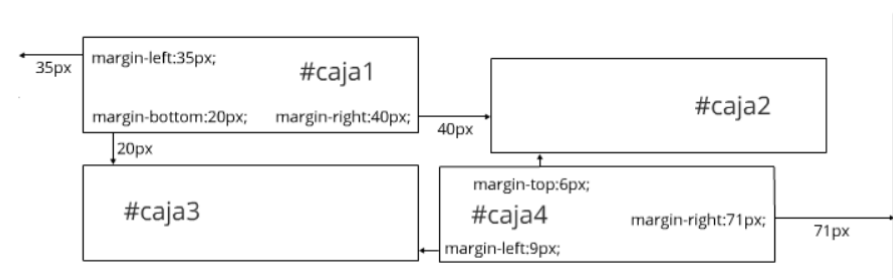 margin-left:35px;
#caja1
35px
margin-bottom:20px; margin-right:40px;
40px
#caja2
20px
#caja3
margin-top:6px;
#caja4
margin-right:71px;
71px
margin-left:9px;